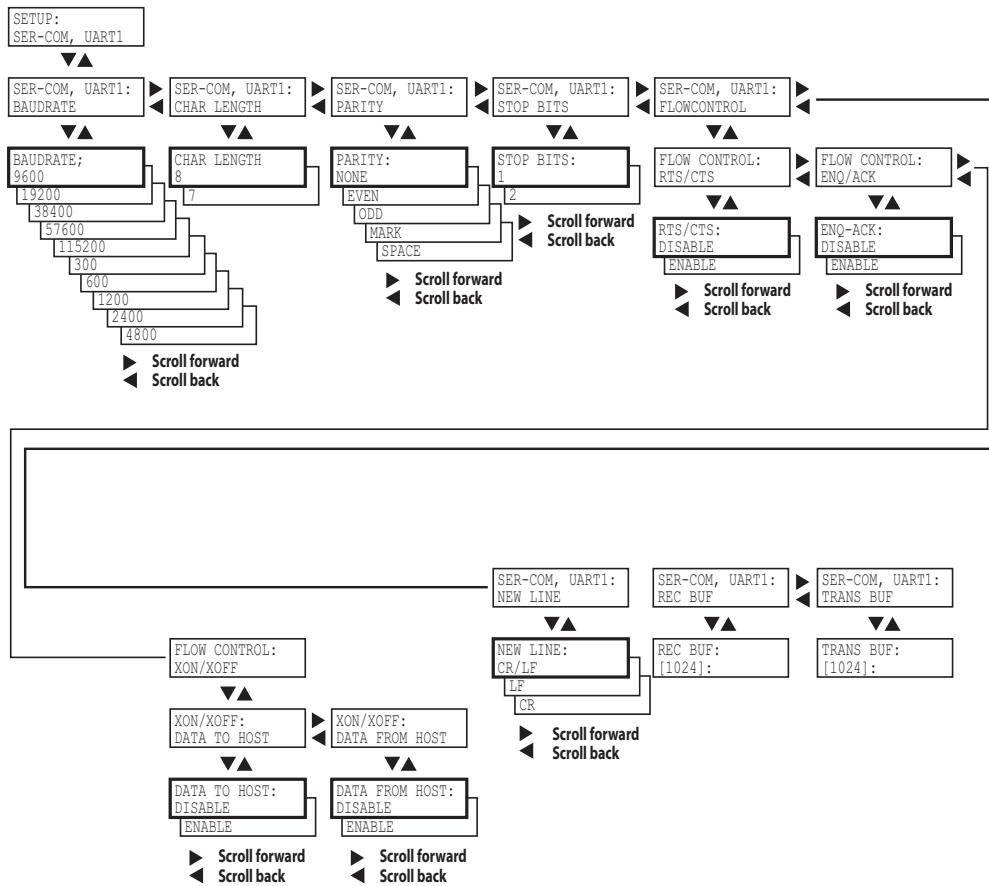 SETUP:
SER-COM, UART1
SER-COM, UART1:
BAUDRATE
SER-COM, UART1:
CHAR LENGTH
SER-COM, UART1:
PARITY
SER-COM, UART1:
STOP BITS
SER-COM, UART1:
FLOWCONTROL
BAUDRATE;
9600
19200
38400
57600
115200
300
600
1200
2400
4800
Scroll forward
Scroll back
CHAR LENGTH
8
7
PARITY:
NONE
EVEN
ODD
MARK
SPACE
Scroll forward
Scroll back
STOP BITS:
1
2
Scroll forward
Scroll back
FLOW CONTROL:
RTS/CTS
RTS/CTS:
DISABLE
ENABLE
Scroll forward
Scroll back
FLOW CONTROL:
ENQ/ACK
ENQ-ACK:
DISABLE
ENABLE
Scroll forward
Scroll back
FLOW CONTROL:
XON/XOFF
XON/XOFF:
DATA TO HOST
DATA TO HOST:
DISABLE
ENABLE
Scroll forward
Scroll back
XON/XOFF:
DATA FROM HOST
DATA FROM HOST:
DISABLE
ENABLE
Scroll forward
Scroll back
SER-COM, UART1:
NEW LINE
NEW LINE:
CR/LF
LF
CR
Scroll forward
Scroll back
SER-COM, UART1:
REC BUF
REC BUF:
[1024]:
SER-COM, UART1:
TRANS BUF
TRANS BUF:
[1024]: